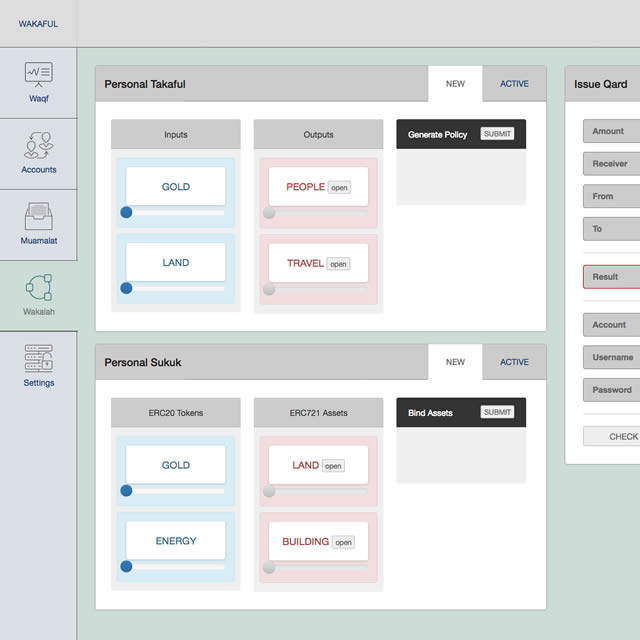 WAKAFUL
Waqf
Accounts
Muamalat
Wakalah
Settings
Personal Takaful
NEW
ACTIVE
Inputs
GOLD
LAND
Outputs
PEOPLE open
TRAVEL open
Generate Policy SUBMIT
Personal Sukuk
NEW
ACTIVE
ERC20 Tokens
GOLD
ENERGY
ERC721 Assets
LAND open
BUILDING open
Bind Assets SUBMIT
Issue Qard
Amount
Receiver
From
To
Result
Account
Username
Password
CHECK